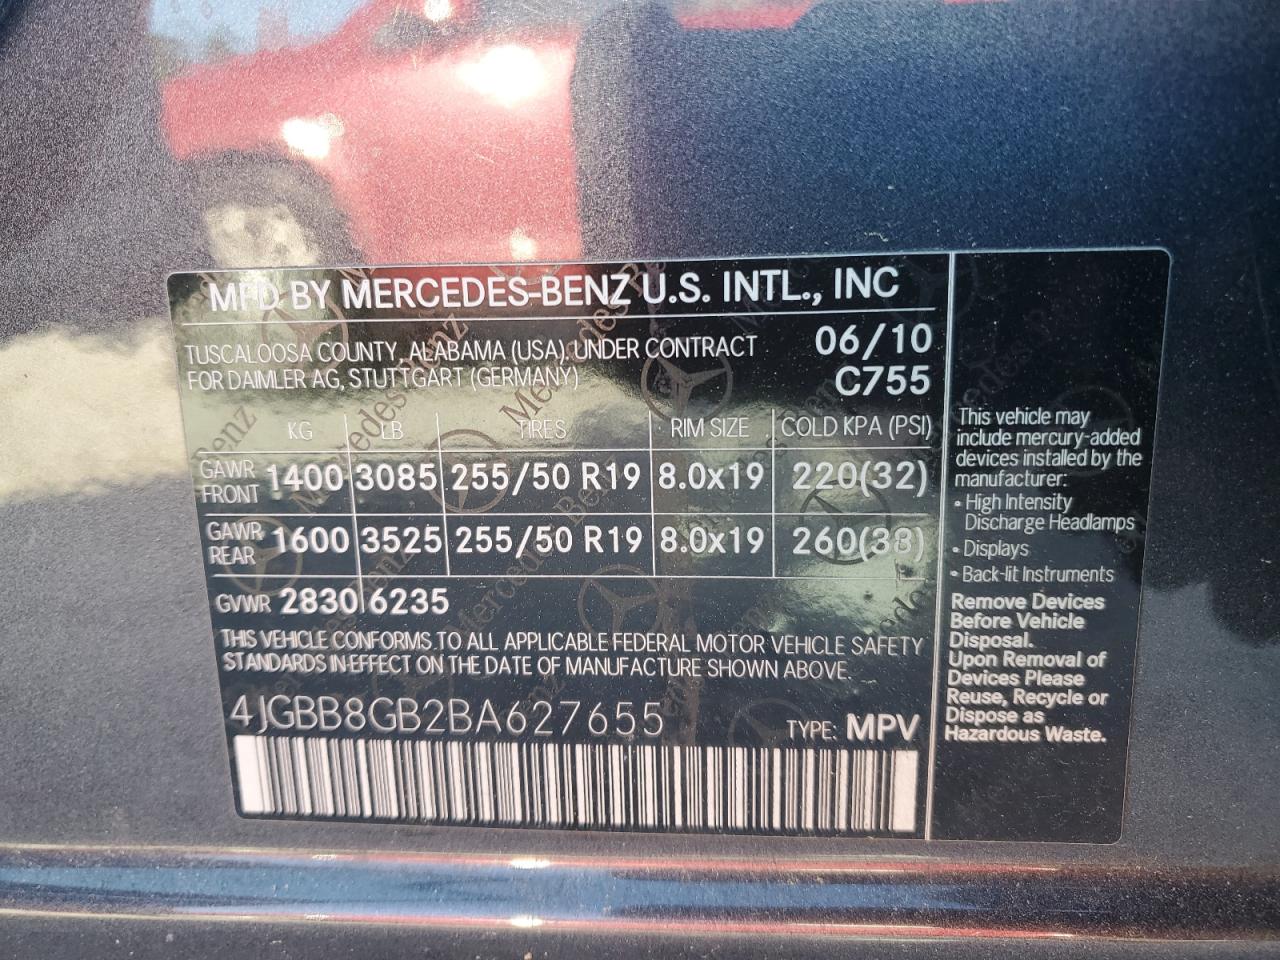 MFD BY MERCEDES-BENZ U.S. INTL., INC
TUSCALOOSA COUNTY, ALABAMA (USA), UNDER CONTRACT 06/10
FOR DAIMLER AG, STUTTGART (GERMANY) C755
KG LB TIRES RIM SIZE COLD KPA (PSI)
GAWR FRONT 1400 3085 255/50 R19 8.0x19 220(32)
GAWR REAR 1600 3525 255/50 R19 8.0x19 260(38)
GVWR 2830 6235
THIS VEHICLE CONFORMS TO ALL APPLICABLE FEDERAL MOTOR VEHICLE SAFETY
STANDARDS IN EFFECT ON THE DATE OF MANUFACTURE SHOWN ABOVE.
4JGBB8GB2BA627655 TYPE: MPV
This vehicle may
include mercury-added
devices installed by the
manufacturer:
• High Intensity
Discharge Headlamps
• Displays
• Back-lit Instruments
Remove Devices
Before Vehicle
Disposal.
Upon Removal of
Devices Please
Reuse, Recycle or
Dispose as
Hazardous Waste.